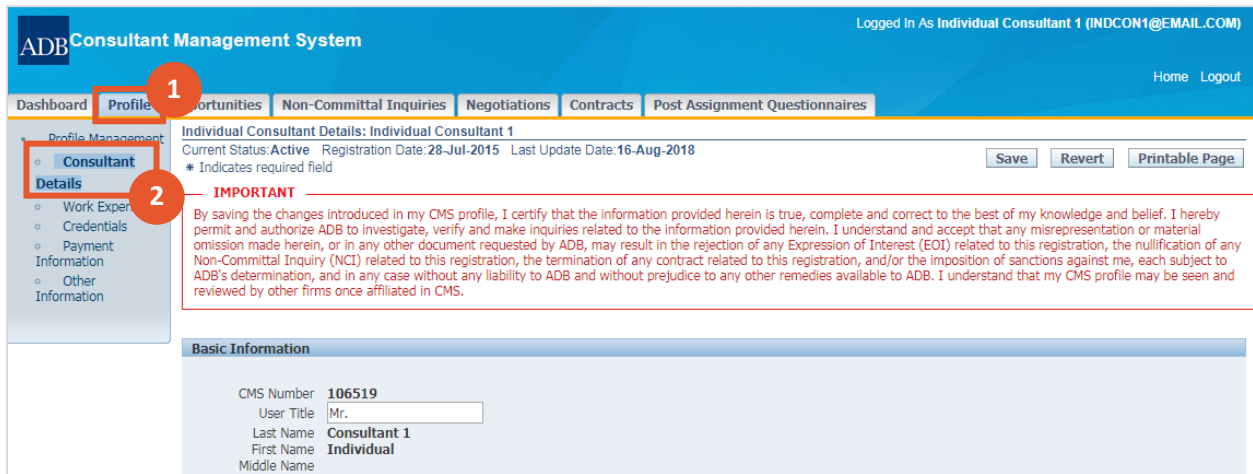 Logged In As Individual Consultant 1 (INDCON1@EMAIL.COM)
ADB Consultant Management System
Home Logout
1
Dashboard Profile ortunities Non-Committal Inquiries Negotiations Contracts Post Assignment Questionnaires
Profile Management
Consultant
Details
2
Work Exper
Credentials
Payment
Information
Other
Information
Individual Consultant Details: Individual Consultant 1
Current Status:Active Registration Date:28-Jul-2015 Last Update Date:16-Aug-2018
* Indicates required field
Save Revert Printable Page
IMPORTANT
By saving the changes introduced in my CMS profile, I certify that the information provided herein is true, complete and correct to the best of my knowledge and belief. I hereby
permit and authorize ADB to investigate, verify and make inquiries related to the information provided herein. I understand and accept that any misrepresentation or material
omission made herein, or in any other document requested by ADB, may result in the rejection of any Expression of Interest (EOI) related to this registration, the nullification of any
Non-Committal Inquiry (NCI) related to this registration, the termination of any contract related to this registration, and/or the imposition of sanctions against me, each subject to
ADB's determination, and in any case without any liability to ADB and without prejudice to any other remedies available to ADB. I understand that my CMS profile may be seen and
reviewed by other firms once affiliated in CMS.
Basic Information
CMS Number 106519
User Title Mr.
Last Name Consultant 1
First Name Individual
Middle Name